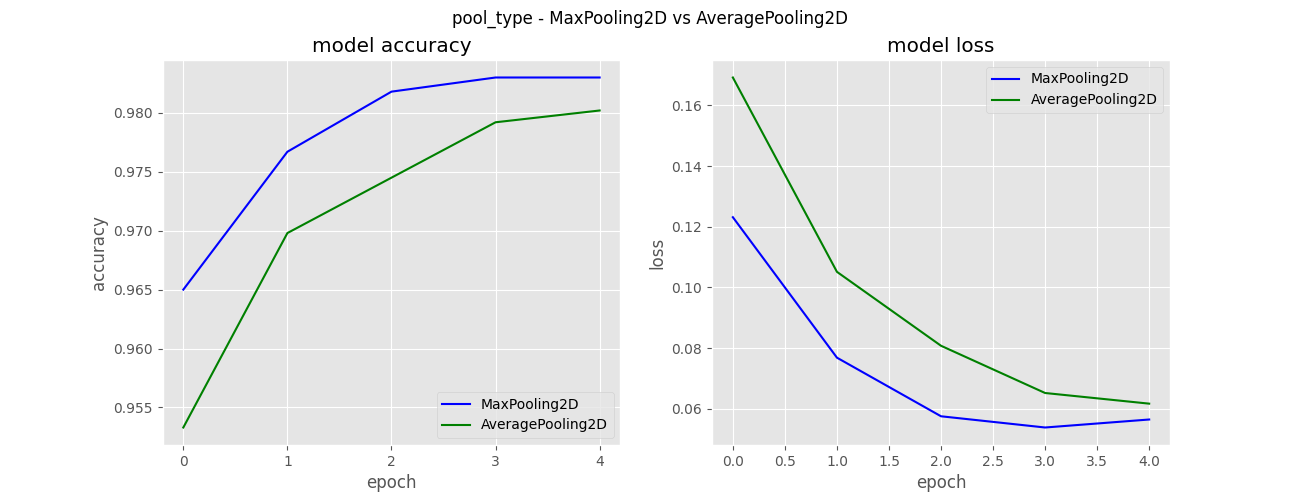 pool_type - MaxPooling2D vs AveragePooling2D
model accuracy
accuracy
0.980
0.975
0.970
0.965
0.960
0.955
MaxPooling2D
AveragePooling2D
0 1 2 3 4
epoch
model loss
loss
MaxPooling2D
AveragePooling2D
0.16
0.14
0.12
0.10
0.08
0.06
0.0 0.5 1.0 1.5 2.0 2.5 3.0 3.5 4.0
epoch